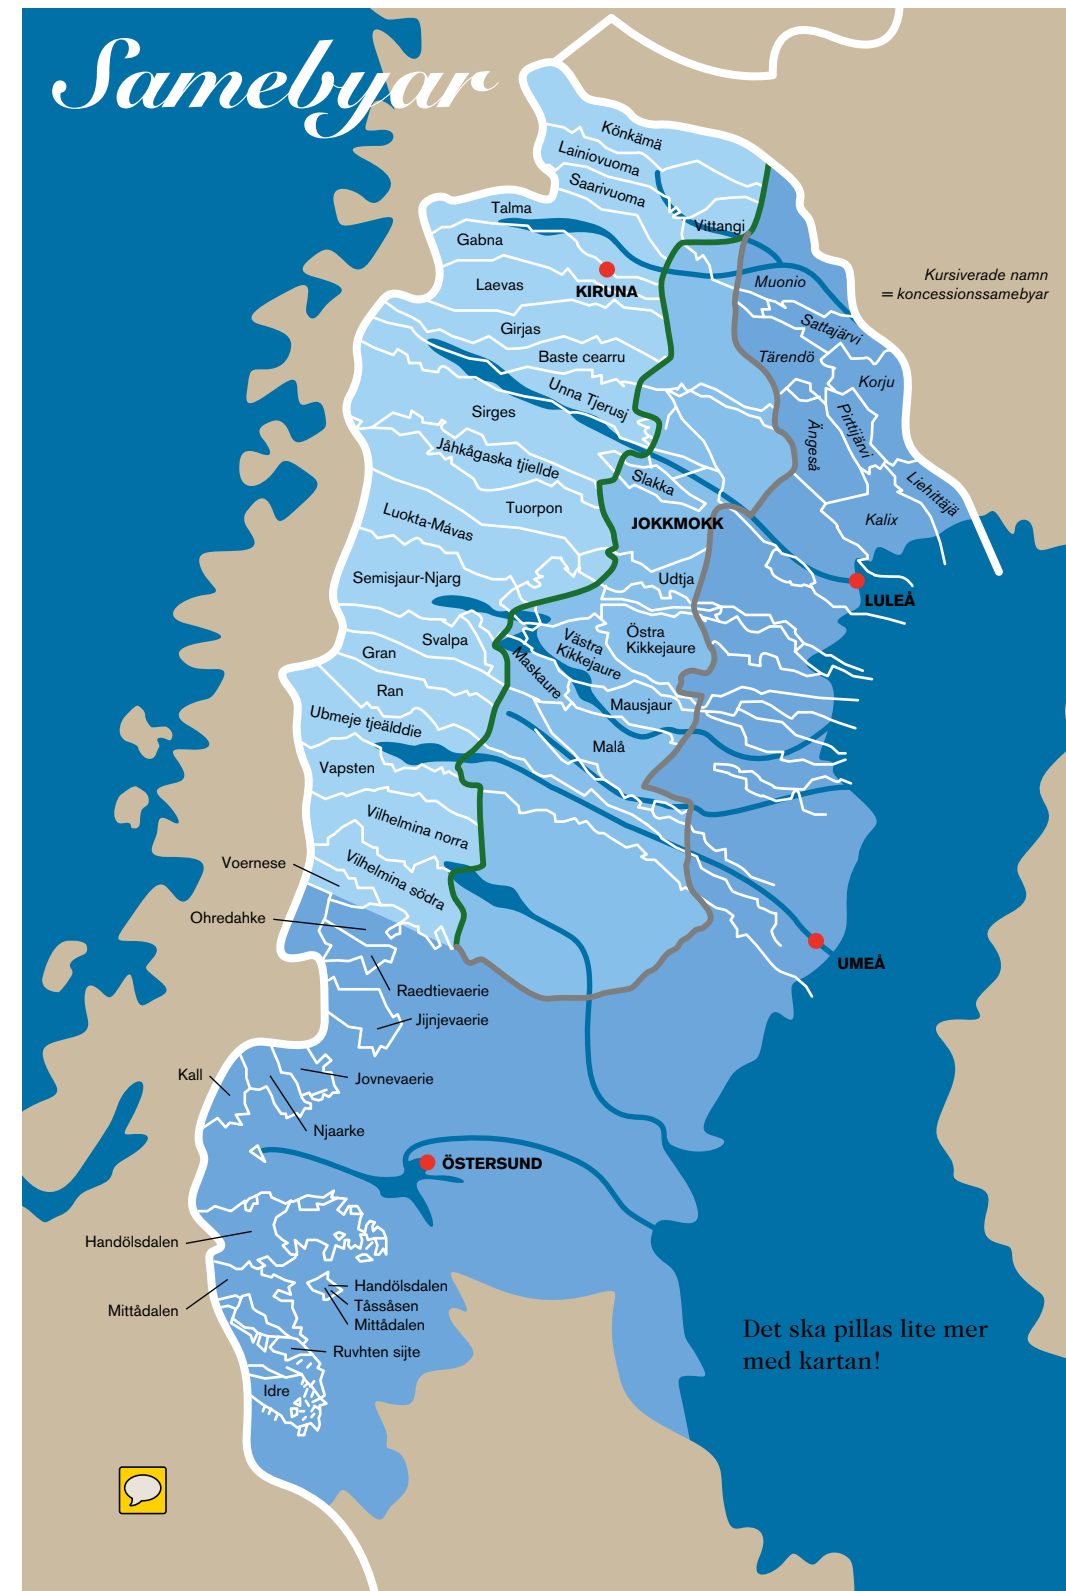 Samebyar
Könkämä
Lainiovuoma
Saarivuoma
Talma
Vittangi
Gabna
Kursiverade namn
= koncessionssamebyar
Muonio
Laevas
KIRUNA
Sattajärvi
Girjas
Baste cearru
Tärendö
Korju
Unna Tjerusj
Sirges
Pirttijärvi
Ängeså
Jåhkågaska tjiellde
Slakka
Liehittäjä
Tuorpon
Luokta-Mávas
JOKKMOKK
Kalix
Semisjaur-Njarg
Udtja
LULEÅ
Svalpa
Västra
Kikkejaure
Östra
Kikkejaure
Gran
Maskaure
Ran
Mausjaur
Ubmeje tjeälddie
Malå
Vapsten
Vilhelmina norra
Voernese
Vilhelmina södra
Ohredahke
UMEÅ
Raedtievaerie
Jijnjevaerie
Kall
Jovnevaerie
Njaarke
ÖSTERSUND
Handölsdalen
Handölsdalen
Tåssåsen
Mittådalen
Mittådalen
Det ska pillas lite mer
med kartan!
Ruvhten sijte
Idre